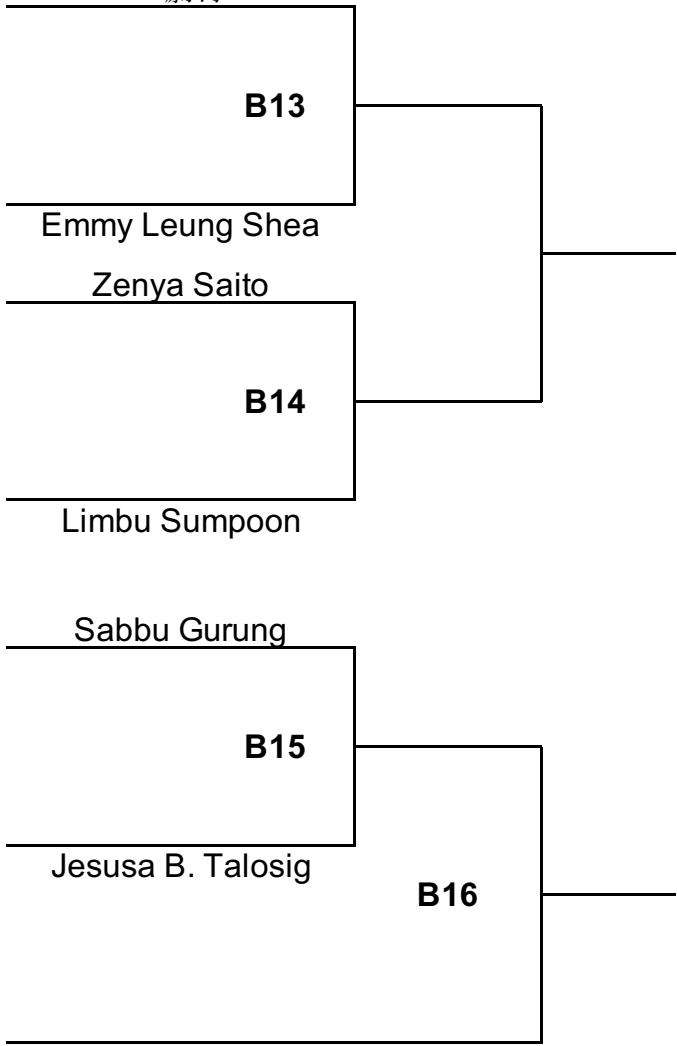 B13
Emmy Leung Shea
Zenya Saito
B14
Limbu Sumpoon
Sabbu Gurung
B15
Jesusa B. Talosig
B16